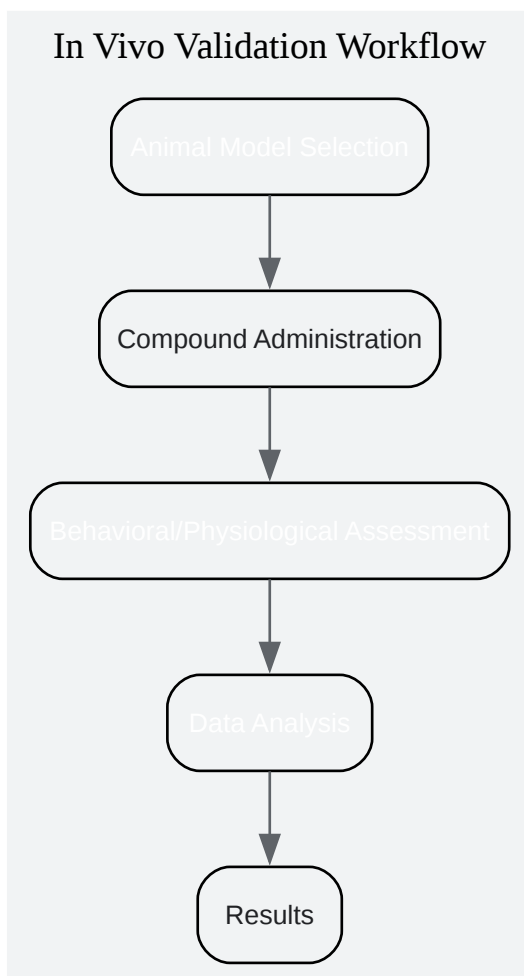 In Vivo Validation Workflow
Animal Model Selection
Compound Administration
Behavioral/Physiological Assessment
Data Analysis
Results